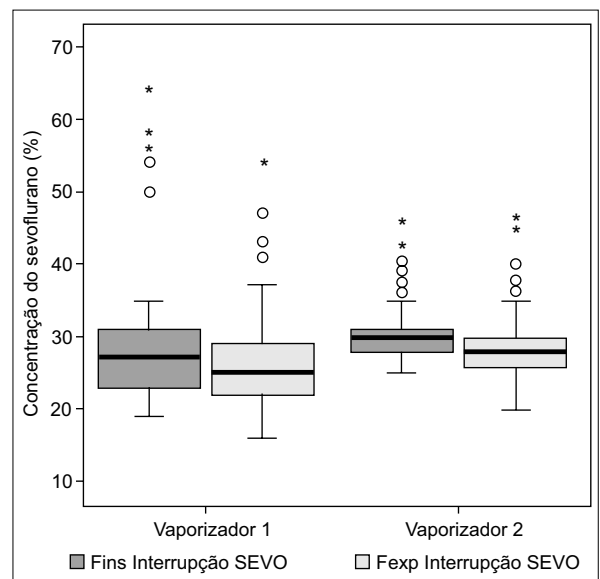 Concentração do sevoflurano (%)
70
60
50
40
30
20
10
Vaporizador 1
Vaporizador 2
Fins Interrupção SEVO
Fexp Interrupção SEVO